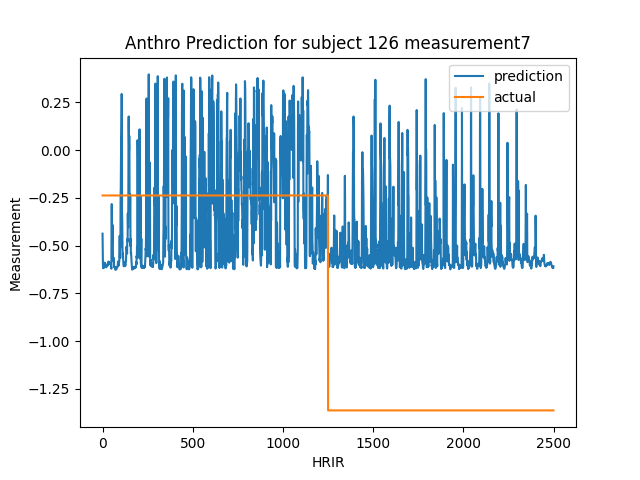 Anthro Prediction for subject 126 measurement7
prediction
actual
0.25
0.00
−0.25
−0.50
−0.75
−1.00
−1.25
Measurement
0
500
1000
1500
2000
2500
HRIR